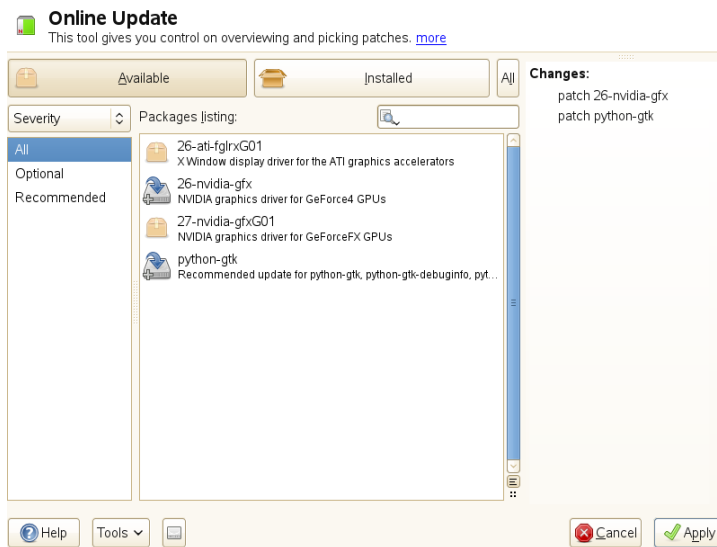 Online Update
This tool gives you control on overviewing and picking patches. more
Available
Installed
All
Changes:
patch 26-nvidia-gfx
patch python-gtk
Severity
Packages listing:
All
Optional
Recommended
26-ati-fglrxG01
X Window display driver for the ATI graphics accelerators
26-nvidia-gfx
NVIDIA graphics driver for GeForce4 GPUs
27-nvidia-gfxG01
NVIDIA graphics driver for GeForceFX GPUs
python-gtk
Recommended update for python-gtk, python-gtk-debuginfo, pyt...
Help
Tools
Cancel
Apply